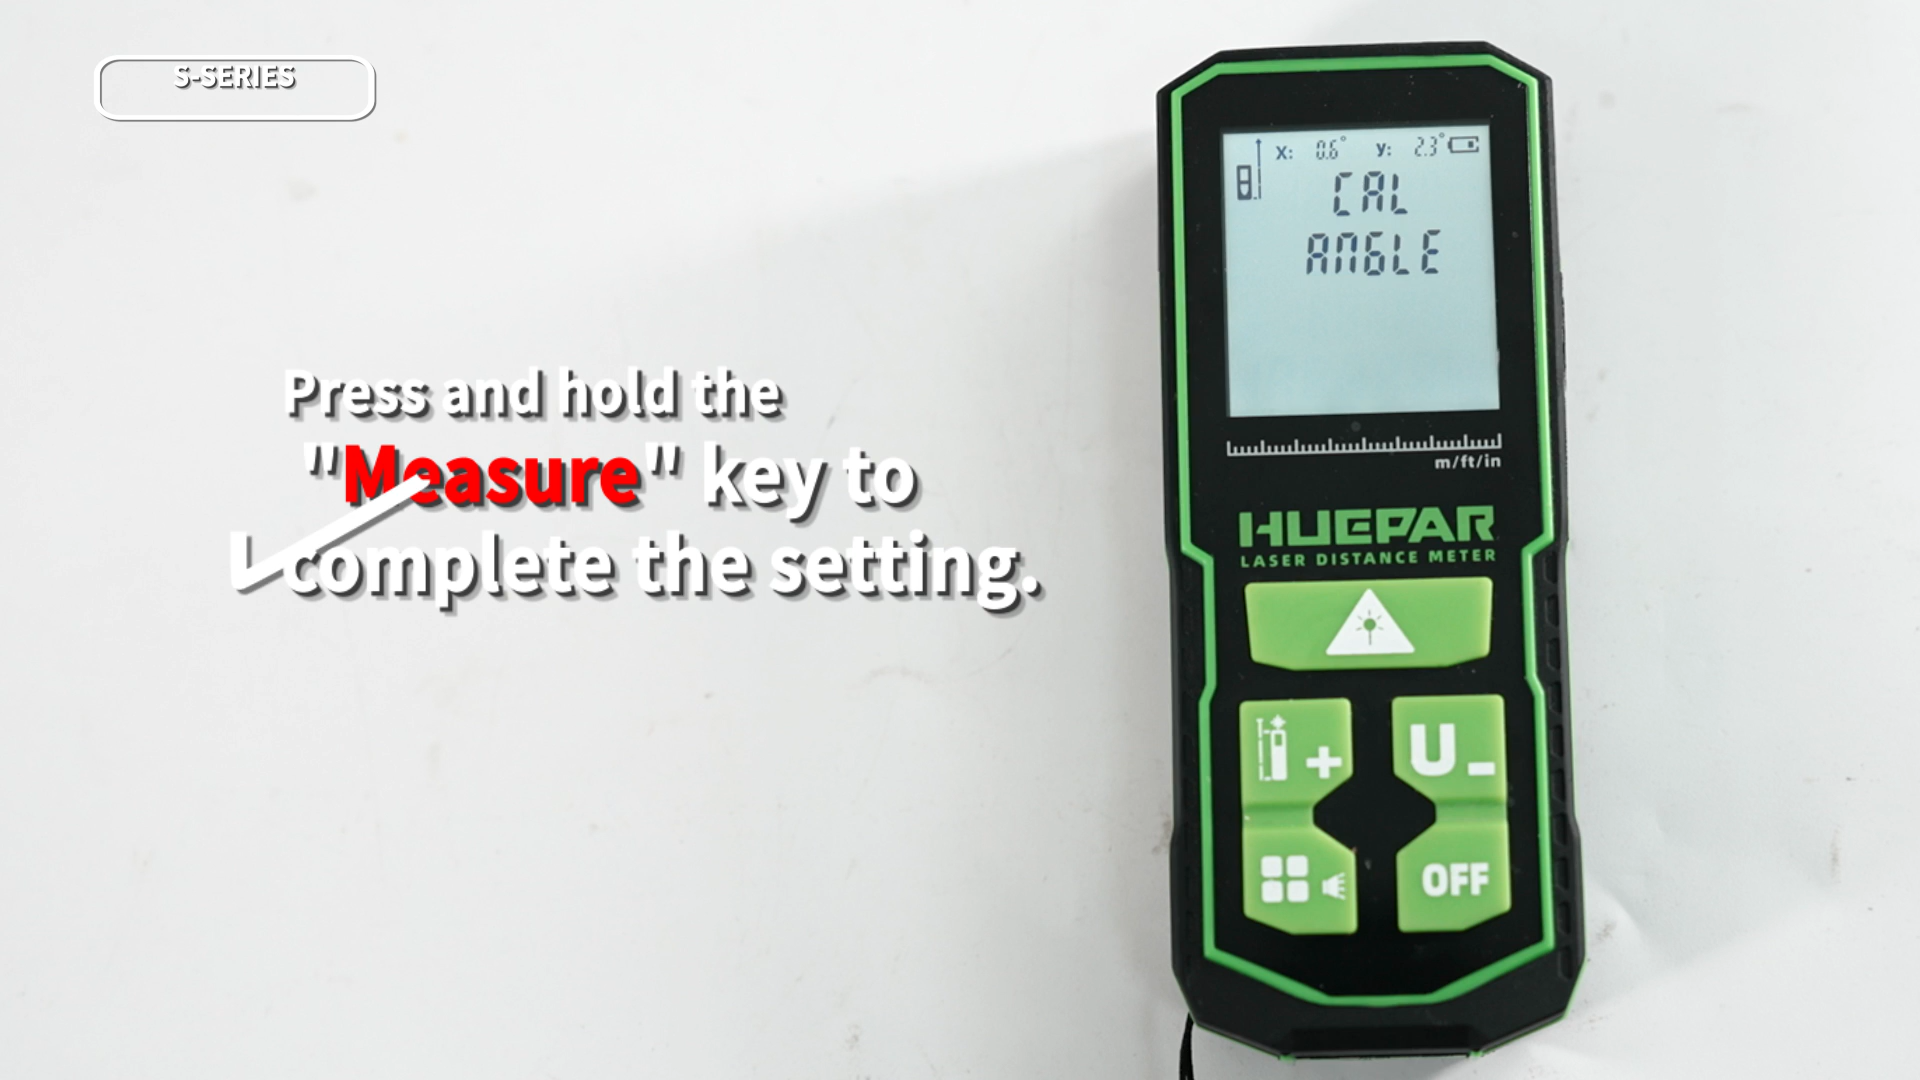 S-SERIES
Press and hold the
"Measure" key to
complete the setting.
X: 0.6° y: 2.3°
CAL
ANGLE
m/ft/in
HUEPAR
LASER DISTANCE METER
+
U -
OFF